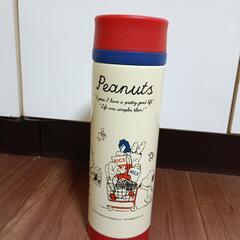 Peanuts
"I guess I have a pretty good life"
"Life was simpler then!"
RICE
MILK